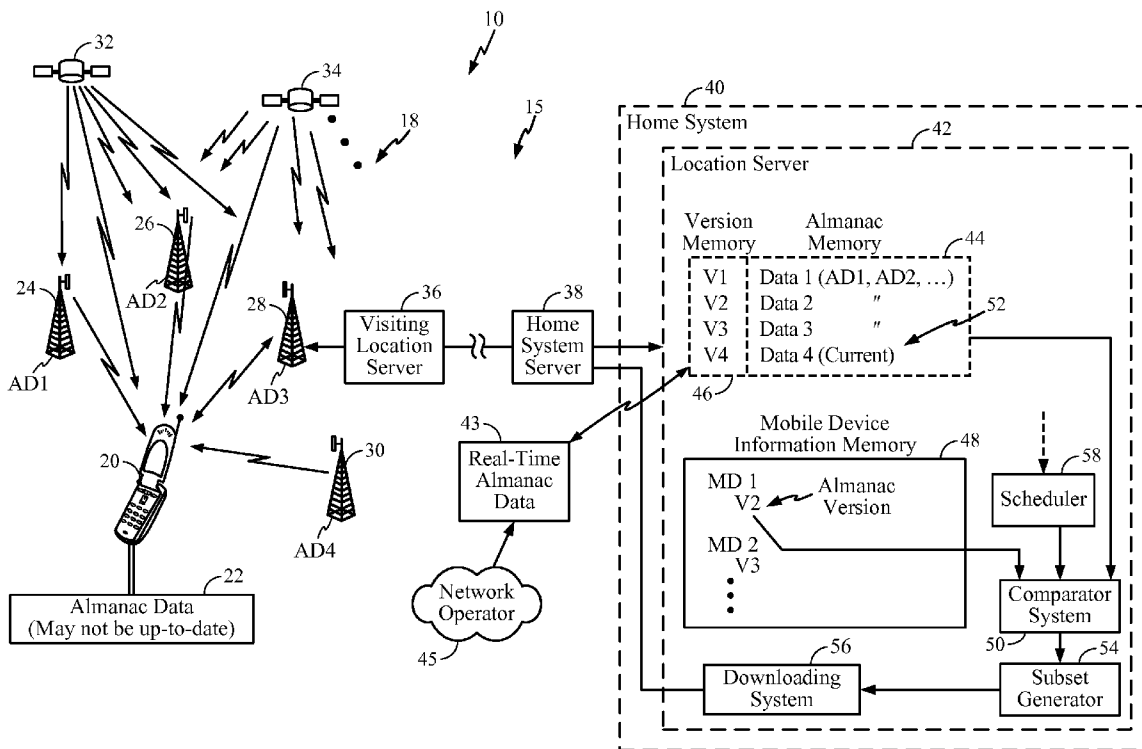 10
32
34
18
15
40
Home System
42
Location Server
Version Memory
Almanac Memory
44
V1 Data 1 (AD1, AD2, …)
V2 Data 2 "
V3 Data 3 "
V4 Data 4 (Current)
52
46
26
AD2
24
AD1
28
AD3
36
Visiting
Location
Server
38
Home
System
Server
43
Real-Time
Almanac
Data
Network
Operator
45
20
30
AD4
22
Almanac Data
(May not be up-to-date)
Mobile Device
Information Memory
48
MD 1
V2
Almanac
Version
MD 2
V3
58
Scheduler
Comparator
System
50
54
Subset
Generator
56
Downloading
System